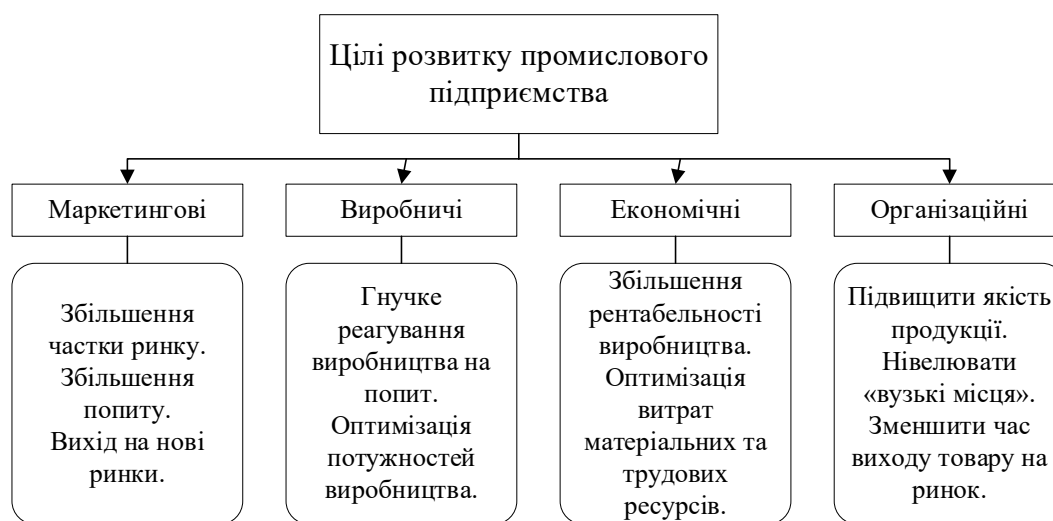 Цілі розвитку промислового
підприємства
Маркетингові
Виробничі
Економічні
Організаційні
Збільшення
частки ринку.
Збільшення
попиту.
Вихід на нові
ринки.
Гнучке
реагування
виробництва на
попит.
Оптимізація
потужностей
виробництва.
Збільшення
рентабельності
виробництва.
Оптимізація
витрат
матеріальних та
трудових
ресурсів.
Підвищити якість
продукції.
Нівелювати
«вузькі місця».
Зменшити час
виходу товару на
ринок.